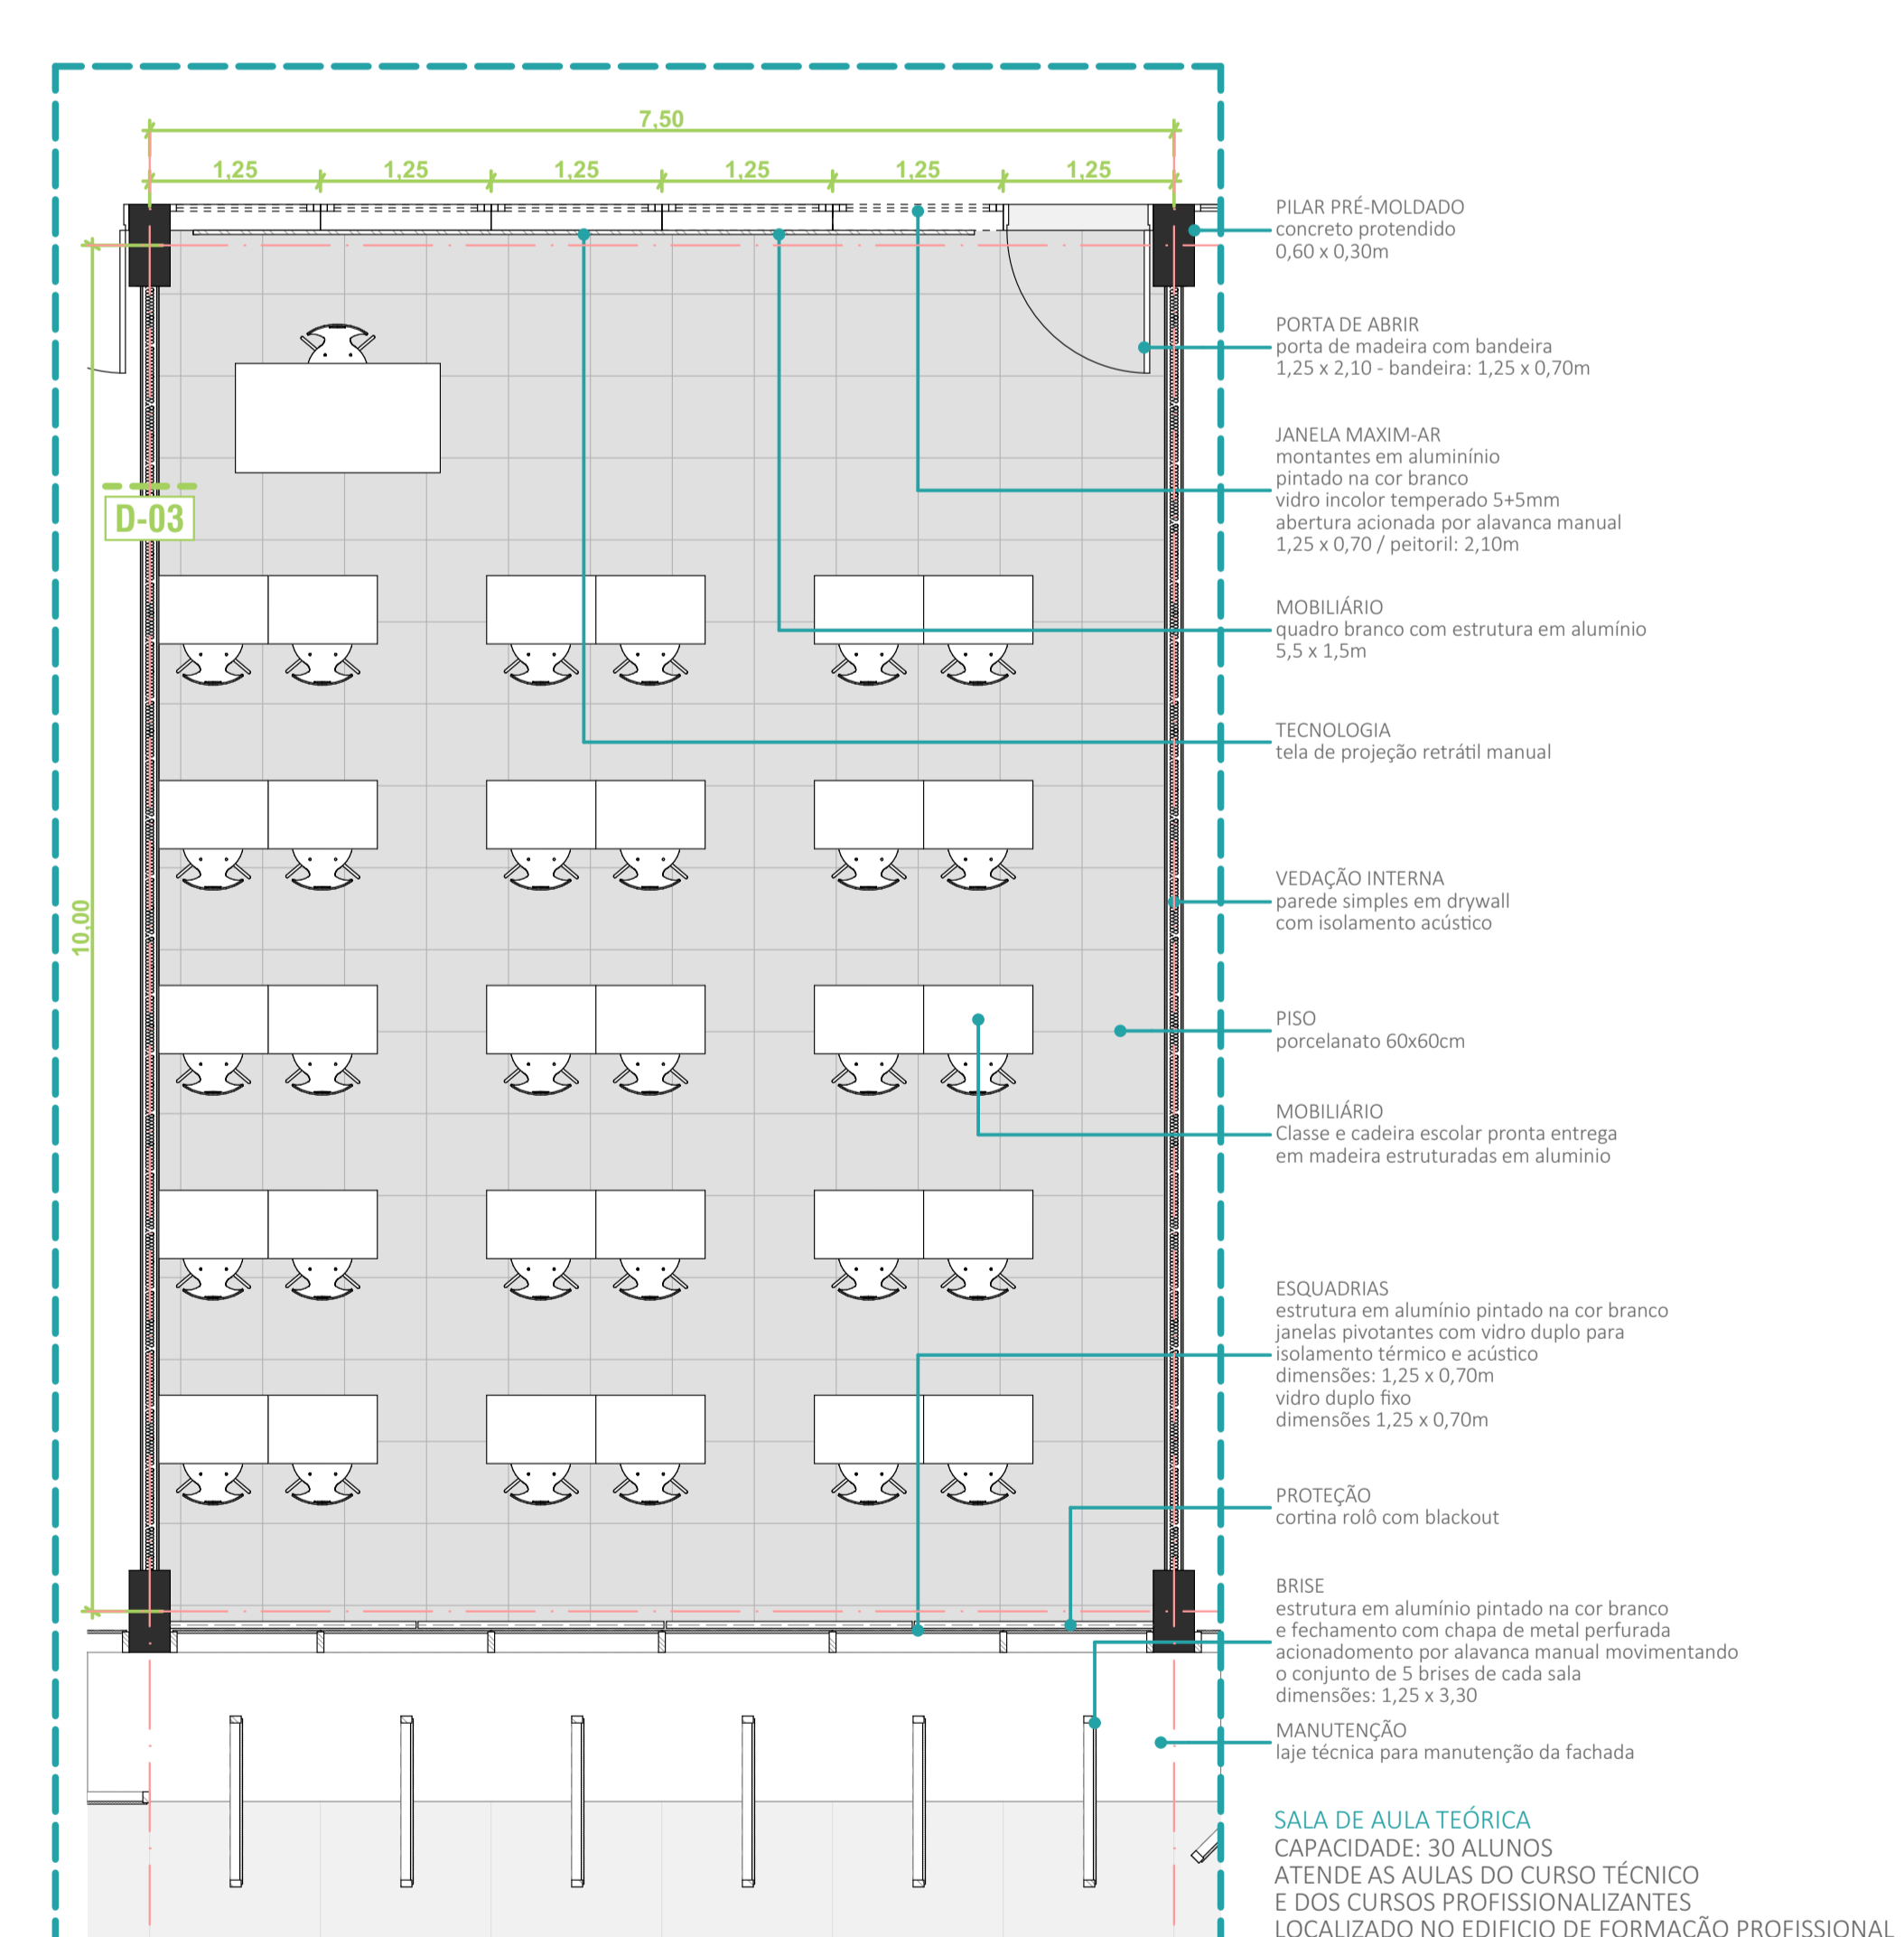 7,50
1,25 1,25 1,25 1,25 1,25 1,25
10,00
D-03
PILAR PRÉ-MOLDADO
concreto protendido
0,60 x 0,30m
PORTA DE ABRIR
porta de madeira com bandeira
1,25 x 2,10 - bandeira: 1,25 x 0,70m
JANELA MAXIM-AR
montantes em alumínínio
pintado na cor branco
vidro incolor temperado 5+5mm
abertura acionada por alavanca manual
1,25 x 0,70 / peitoril: 2,10m
MOBILIÁRIO
quadro branco com estrutura em alumínio
5,5 x 1,5m
TECNOLOGIA
tela de projeção retrátil manual
VEDAÇÃO INTERNA
parede simples em drywall
com isolamento acústico
PISO
porcelanato 60x60cm
MOBILIÁRIO
Classe e cadeira escolar pronta entrega
em madeira estruturadas em aluminio
ESQUADRIAS
estrutura em alumínio pintado na cor branco
janelas pivotantes com vidro duplo para
isolamento térmico e acústico
dimensões: 1,25 x 0,70m
vidro duplo fixo
dimensões 1,25 x 0,70m
PROTEÇÃO
cortina rolô com blackout
BRISE
estrutura em alumínio pintado na cor branco
e fechamento com chapa de metal perfurada
acionadomento por alavanca manual movimentando
o conjunto de 5 brises de cada sala
dimensões: 1,25 x 3,30
MANUTENÇÃO
laje técnica para manutenção da fachada
SALA DE AULA TEÓRICA
CAPACIDADE: 30 ALUNOS
ATENDE AS AULAS DO CURSO TÉCNICO
E DOS CURSOS PROFISSIONALIZANTES
LOCALIZADO NO EDIFICIO DE FORMAÇÃO PROFISSIONAL